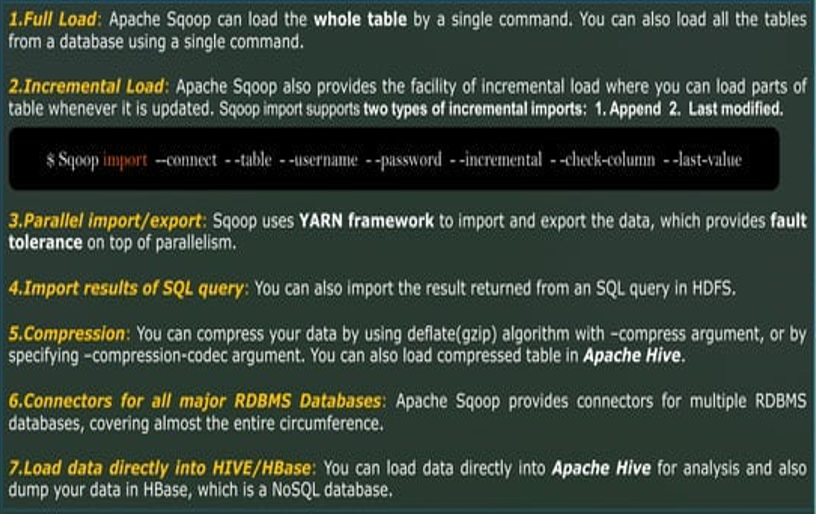 1.Full Load: Apache Sqoop can load the whole table by a single command. You can also load all the tables
from a database using a single command.
2.Incremental Load: Apache Sqoop also provides the facility of incremental load where you can load parts of
table whenever it is updated. Sqoop import supports two types of incremental imports: 1. Append 2. Last modified.
$ Sqoop import --connect - -table - -username - -password - -incremental - -check-column - -last-value
3.Parallel import/export: Sqoop uses YARN framework to import and export the data, which provides fault
tolerance on top of parallelism.
4.Import results of SQL query: You can also import the result returned from an SQL query in HDFS.
5.Compression: You can compress your data by using deflate(gzip) algorithm with –compress argument, or by
specifying –compression-codec argument. You can also load compressed table in Apache Hive.
6.Connectors for all major RDBMS Databases: Apache Sqoop provides connectors for multiple RDBMS
databases, covering almost the entire circumference.
7.Load data directly into HIVE/HBase: You can load data directly into Apache Hive for analysis and also
dump your data in HBase, which is a NoSQL database.